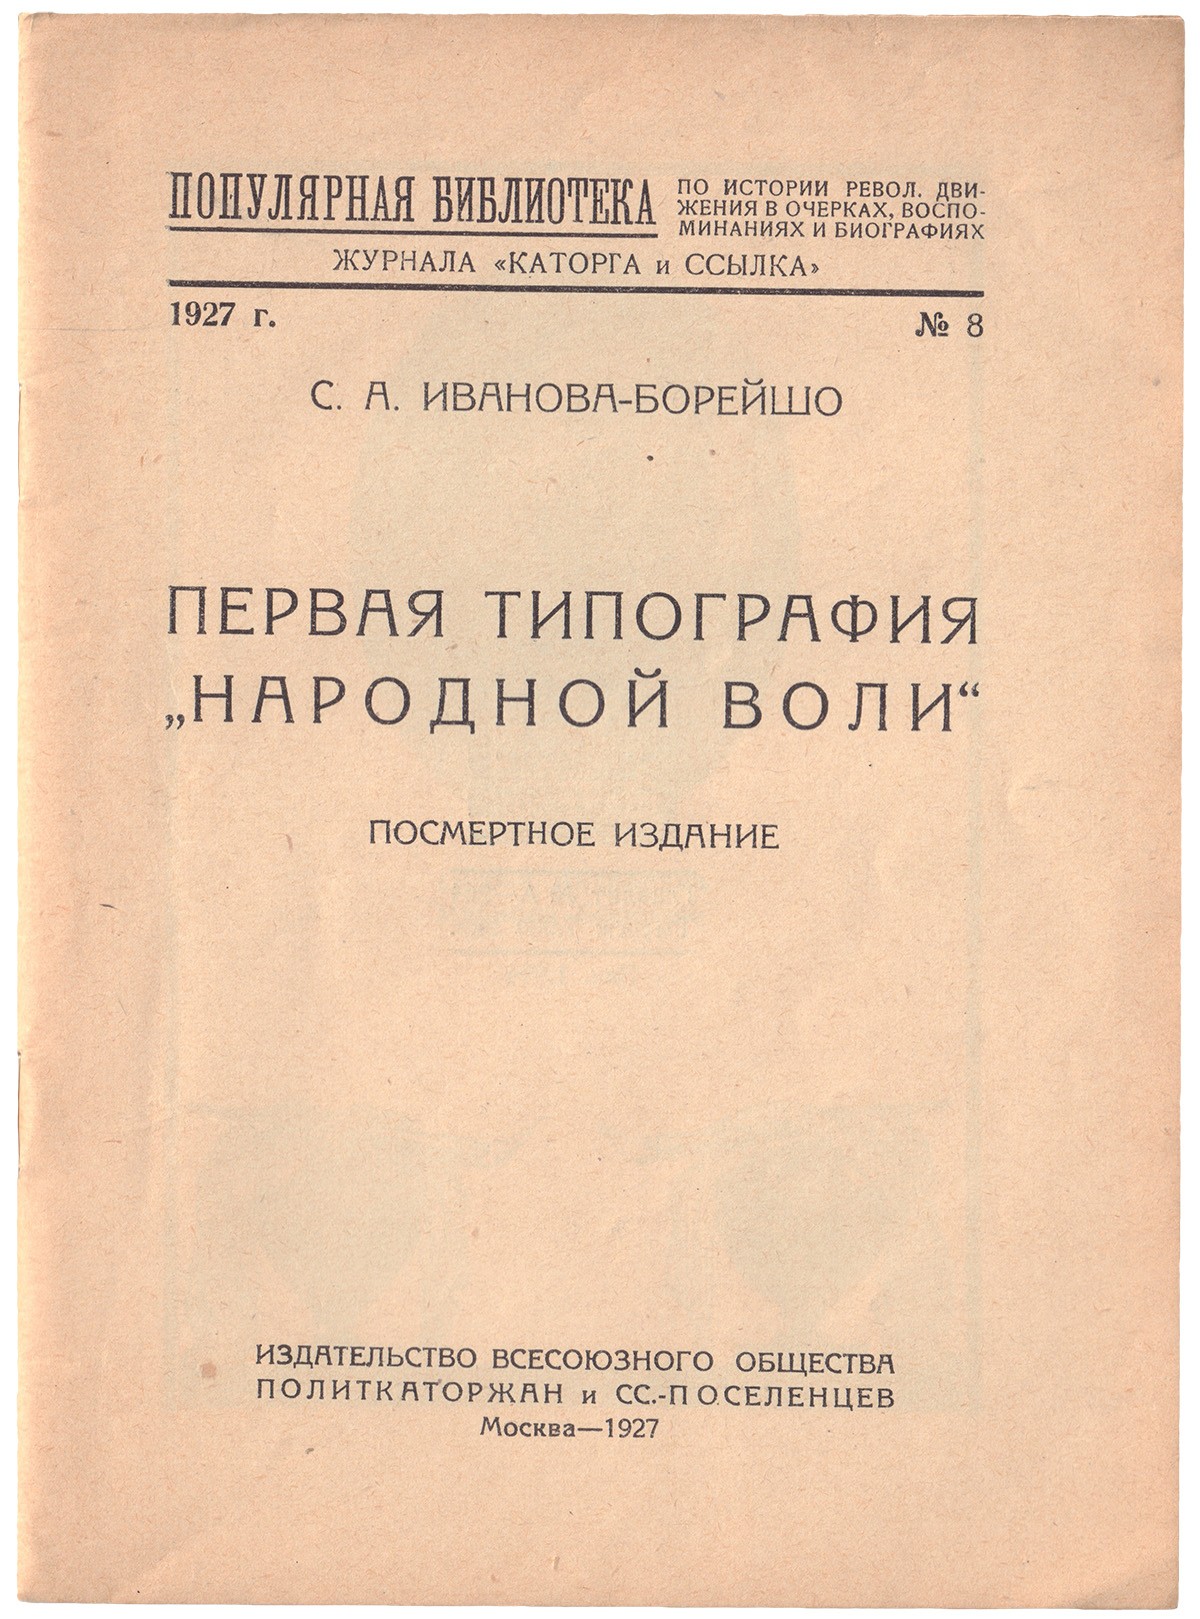 ПОПУЛЯРНАЯ БИБЛИОТЕКА
ПО ИСТОРИИ РЕВОЛ. ДВИ-
ЖЕНИЯ В ОЧЕРКАХ, ВОСПО-
МИНАНИЯХ И БИОГРАФИЯХ
ЖУРНАЛА «КАТОРГА и ССЫЛКА»
1927 г.
№ 8
С. А. ИВАНОВА-БОРЕЙШО
ПЕРВАЯ ТИПОГРАФИЯ
„НАРОДНОЙ ВОЛИ“
ПОСМЕРТНОЕ ИЗДАНИЕ
ИЗДАТЕЛЬСТВО ВСЕСОЮЗНОГО ОБЩЕСТВА
ПОЛИТКАТОРЖАН и СС.-ПОСЕЛЕНЦЕВ
Москва—1927